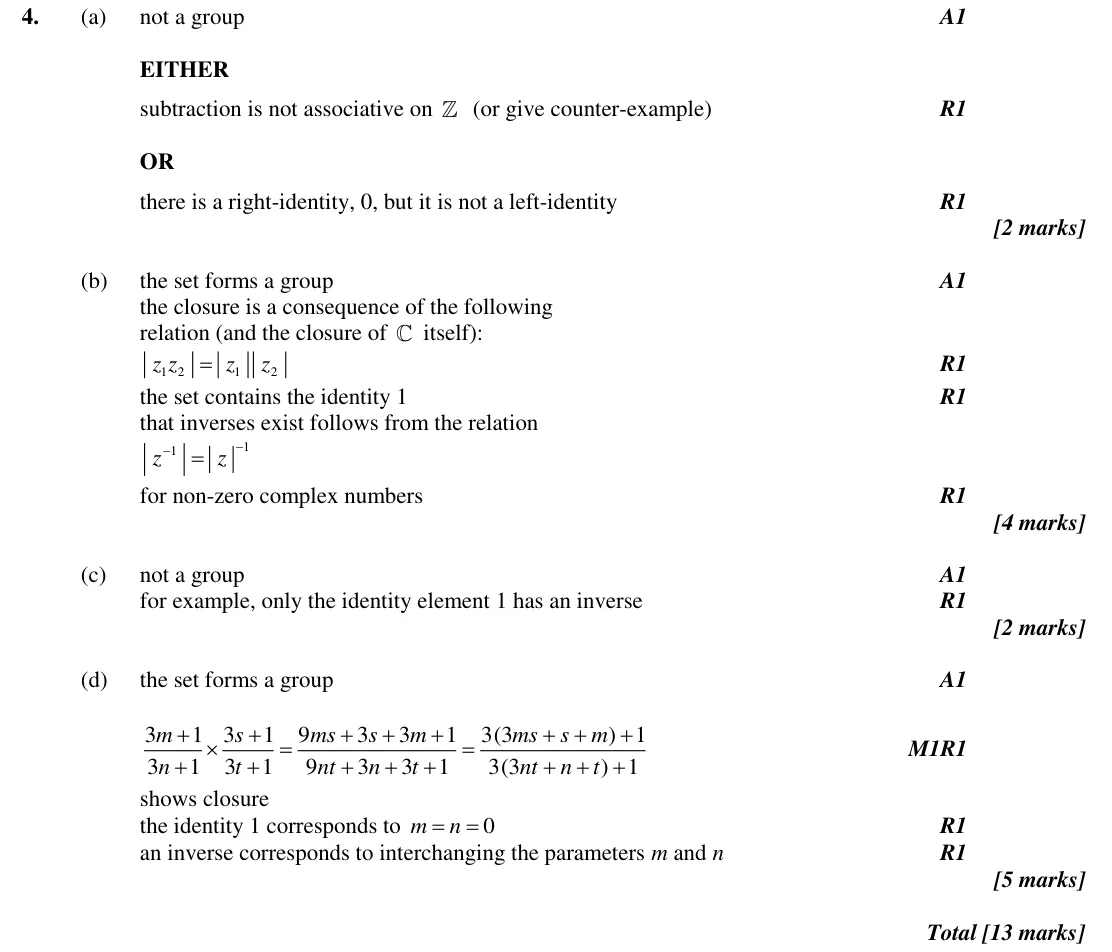 4. (a) not a group A1
EITHER
subtraction is not associative on ℤ (or give counter-example) R1
OR
there is a right-identity, 0, but it is not a left-identity R1
[2 marks]
(b) the set forms a group A1
the closure is a consequence of the following
relation (and the closure of ℂ itself):
|z₁z₂| = |z₁||z₂| R1
the set contains the identity 1 R1
that inverses exist follows from the relation
|z⁻¹| = |z|⁻¹
for non-zero complex numbers R1
[4 marks]
(c) not a group A1
for example, only the identity element 1 has an inverse R1
[2 marks]
(d) the set forms a group A1
(3m+1)/(3n+1) × (3s+1)/(3t+1) = (9ms+3s+3m+1)/(9nt+3n+3t+1) = (3(3ms+s+m)+1)/(3(3nt+n+t)+1) M1R1
shows closure
the identity 1 corresponds to m = n = 0 R1
an inverse corresponds to interchanging the parameters m and n R1
[5 marks]
Total [13 marks]